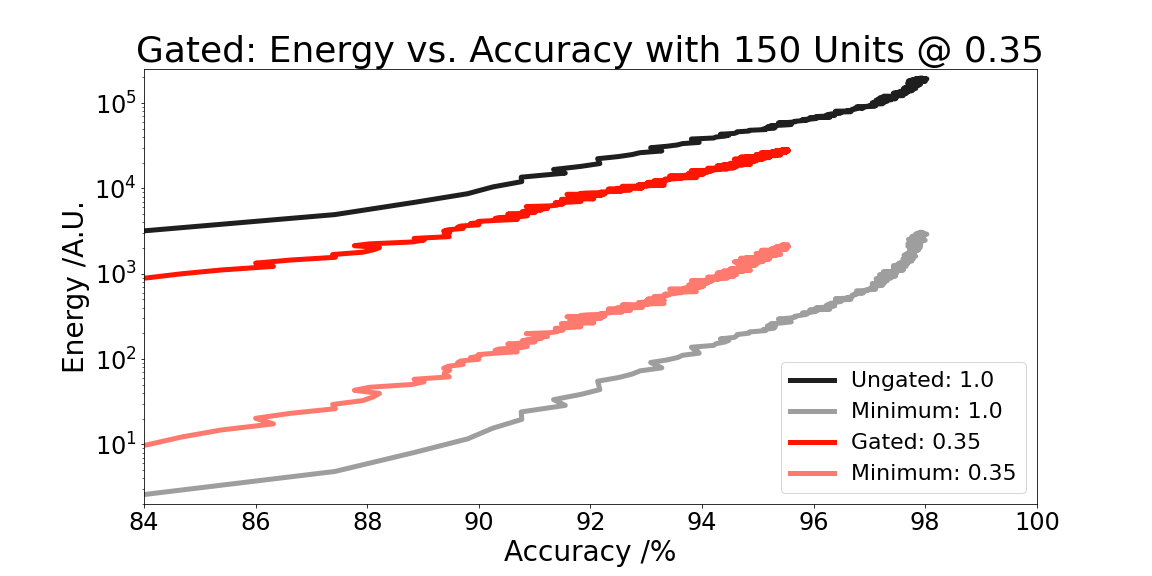 Gated: Energy vs. Accuracy with 150 Units @ 0.35
Energy /A.U.
10^5
10^4
10^3
10^2
10^1
Ungated: 1.0
Minimum: 1.0
Gated: 0.35
Minimum: 0.35
84 86 88 90 92 94 96 98 100
Accuracy /%